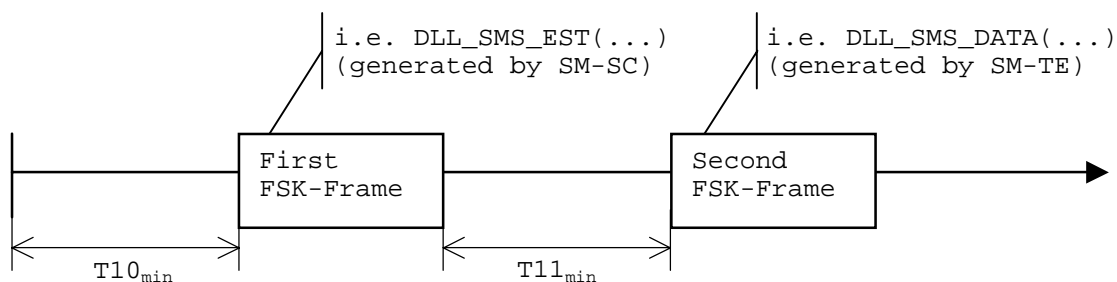 i.e. DLL_SMS_EST(...)
(generated by SM-SC)
i.e. DLL_SMS_DATA(...)
(generated by SM-TE)
First
FSK-Frame
Second
FSK-Frame
T10min
T11min